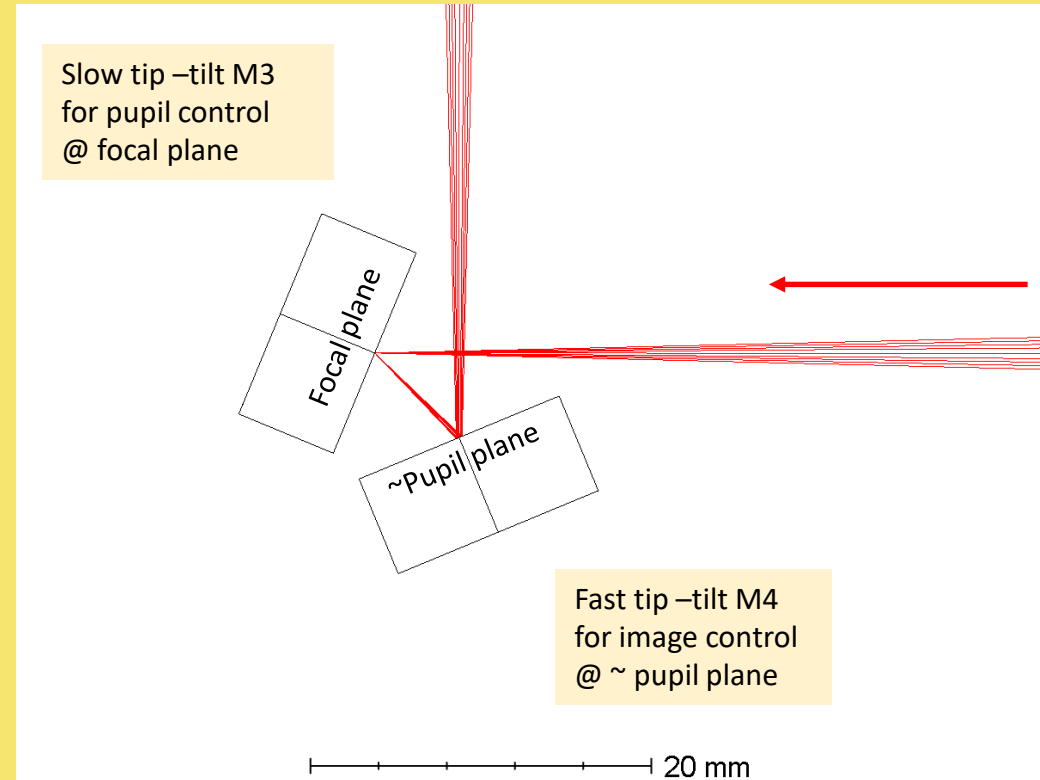 Slow tip –tilt M3
for pupil control
@ focal plane
Focal plane
~Pupil plane
Fast tip –tilt M4
for image control
@ ~ pupil plane
20 mm